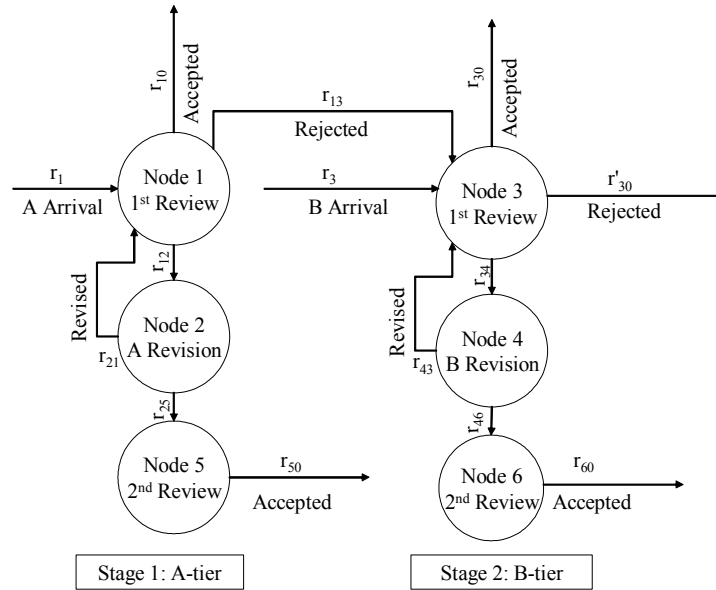 r10
Accepted
r30
Accepted
r13
Rejected
r1
A Arrival
Node 1
1st Review
r3
B Arrival
Node 3
1st Review
r'30
Rejected
r12
Revised
r21
Node 2
A Revision
r34
Revised
r43
Node 4
B Revision
r25
r46
Node 5
2nd Review
r50
Accepted
Node 6
2nd Review
r60
Accepted
Stage 1: A-tier
Stage 2: B-tier